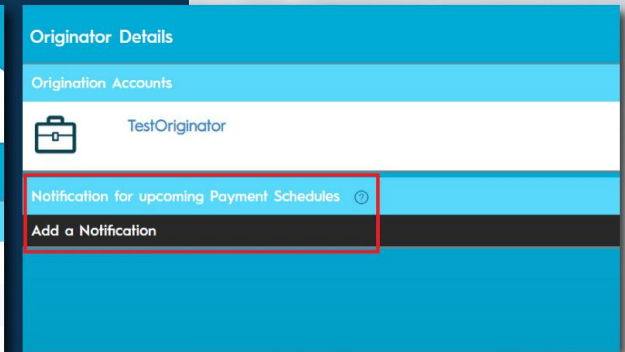 Originator Details
Origination Accounts
TestOriginator
Notification for upcoming Payment Schedules ?
Add a Notification